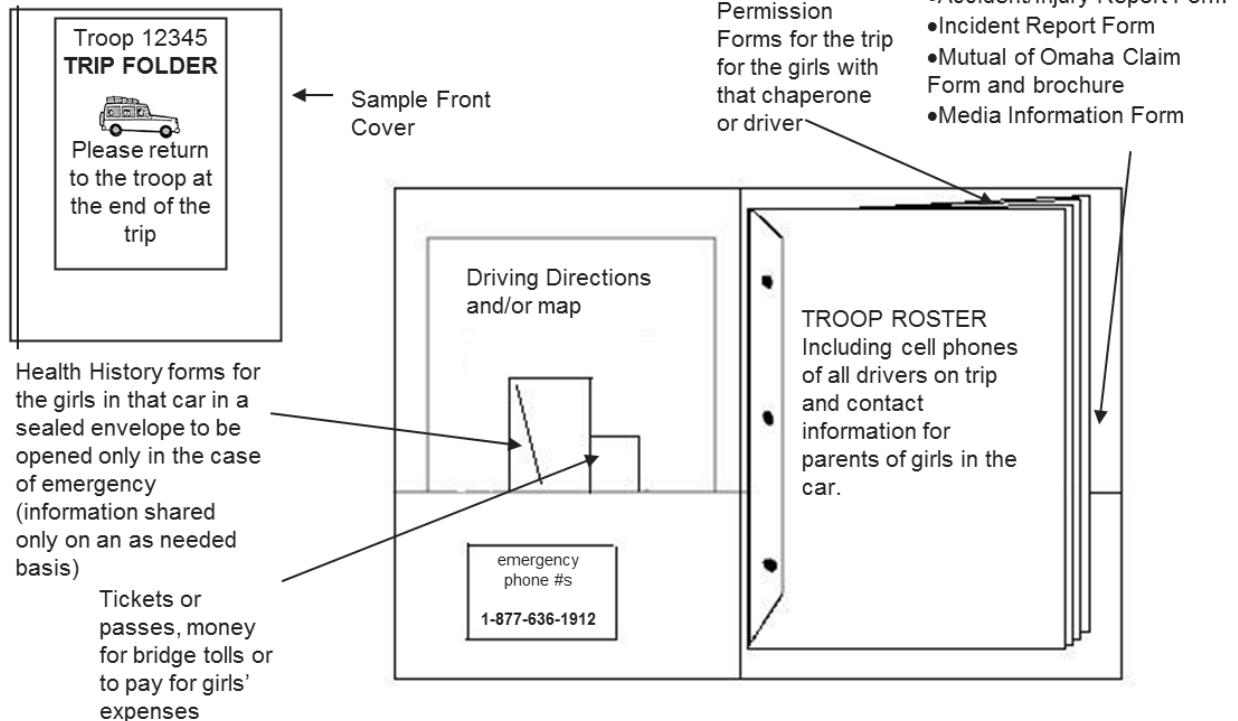 Troop 12345
TRIP FOLDER
Please return
to the troop at
the end of the
trip
Sample Front
Cover
Permission
Forms for the trip
for the girls with
that chaperone
or driver
•Accident/Injury Report Form
•Incident Report Form
•Mutual of Omaha Claim
Form and brochure
•Media Information Form
Driving Directions
and/or map
TROOP ROSTER
Including cell phones
of all drivers on trip
and contact
information for
parents of girls in the
car.
Health History forms for
the girls in that car in a
sealed envelope to be
opened only in the case
of emergency
(information shared
only on an as needed
basis)
emergency
phone #s
1-877-636-1912
Tickets or
passes, money
for bridge tolls or
to pay for girls’
expenses